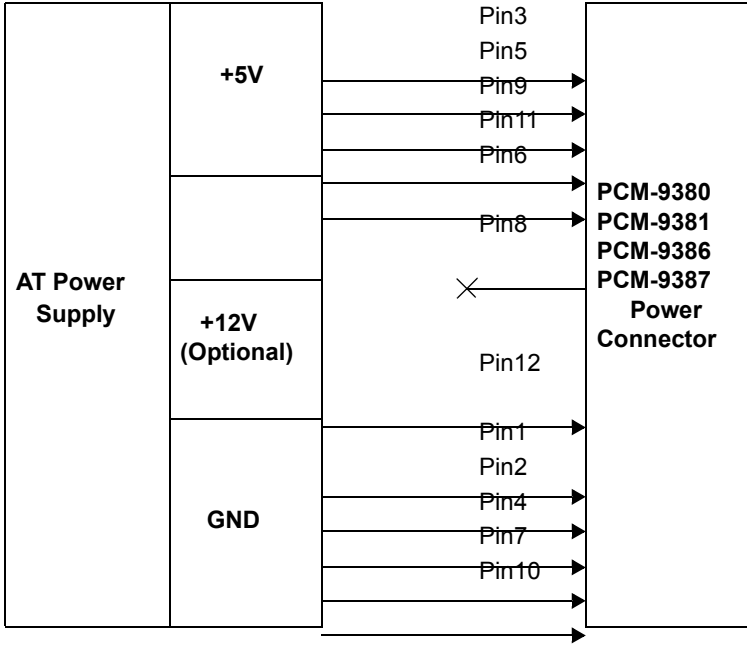 AT Power
Supply
+5V
+12V
(Optional)
GND
Pin3
Pin5
Pin9
Pin11
Pin6
Pin8
Pin12
Pin1
Pin2
Pin4
Pin7
Pin10
PCM-9380
PCM-9381
PCM-9386
PCM-9387
Power
Connector